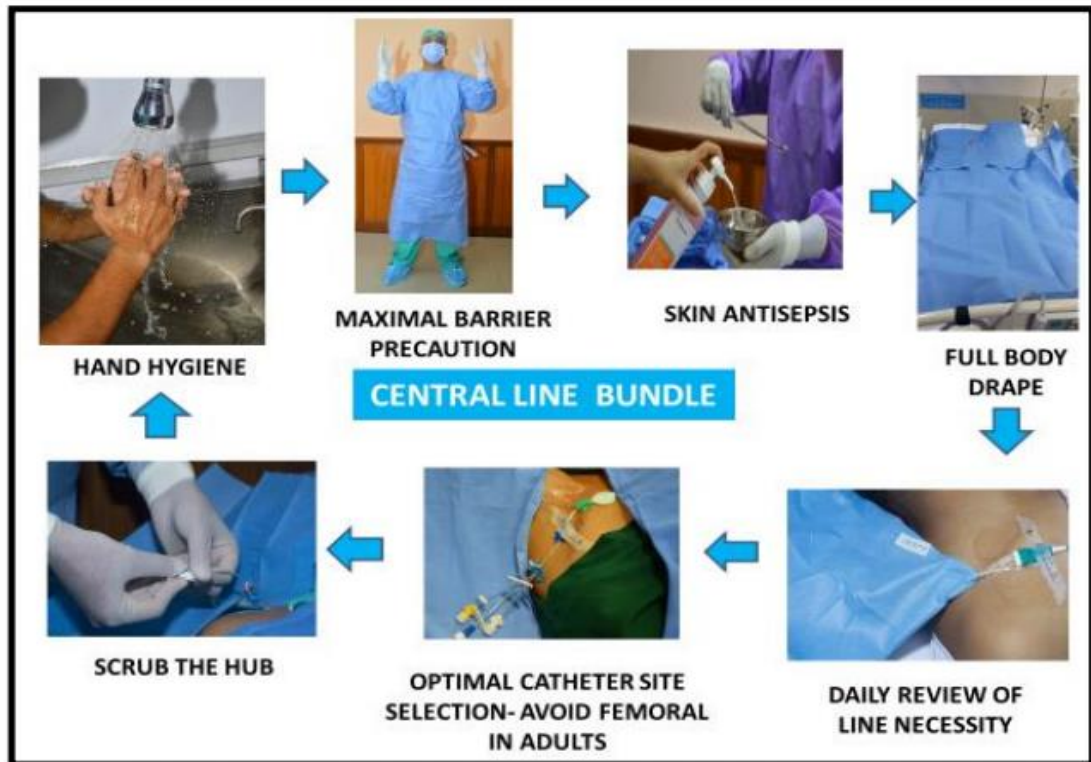 HAND HYGIENE
MAXIMAL BARRIER
PRECAUTION
SKIN ANTISEPSIS
FULL BODY
DRAPE
CENTRAL LINE BUNDLE
SCRUB THE HUB
OPTIMAL CATHETER SITE
SELECTION- AVOID FEMORAL
IN ADULTS
DAILY REVIEW OF
LINE NECESSITY